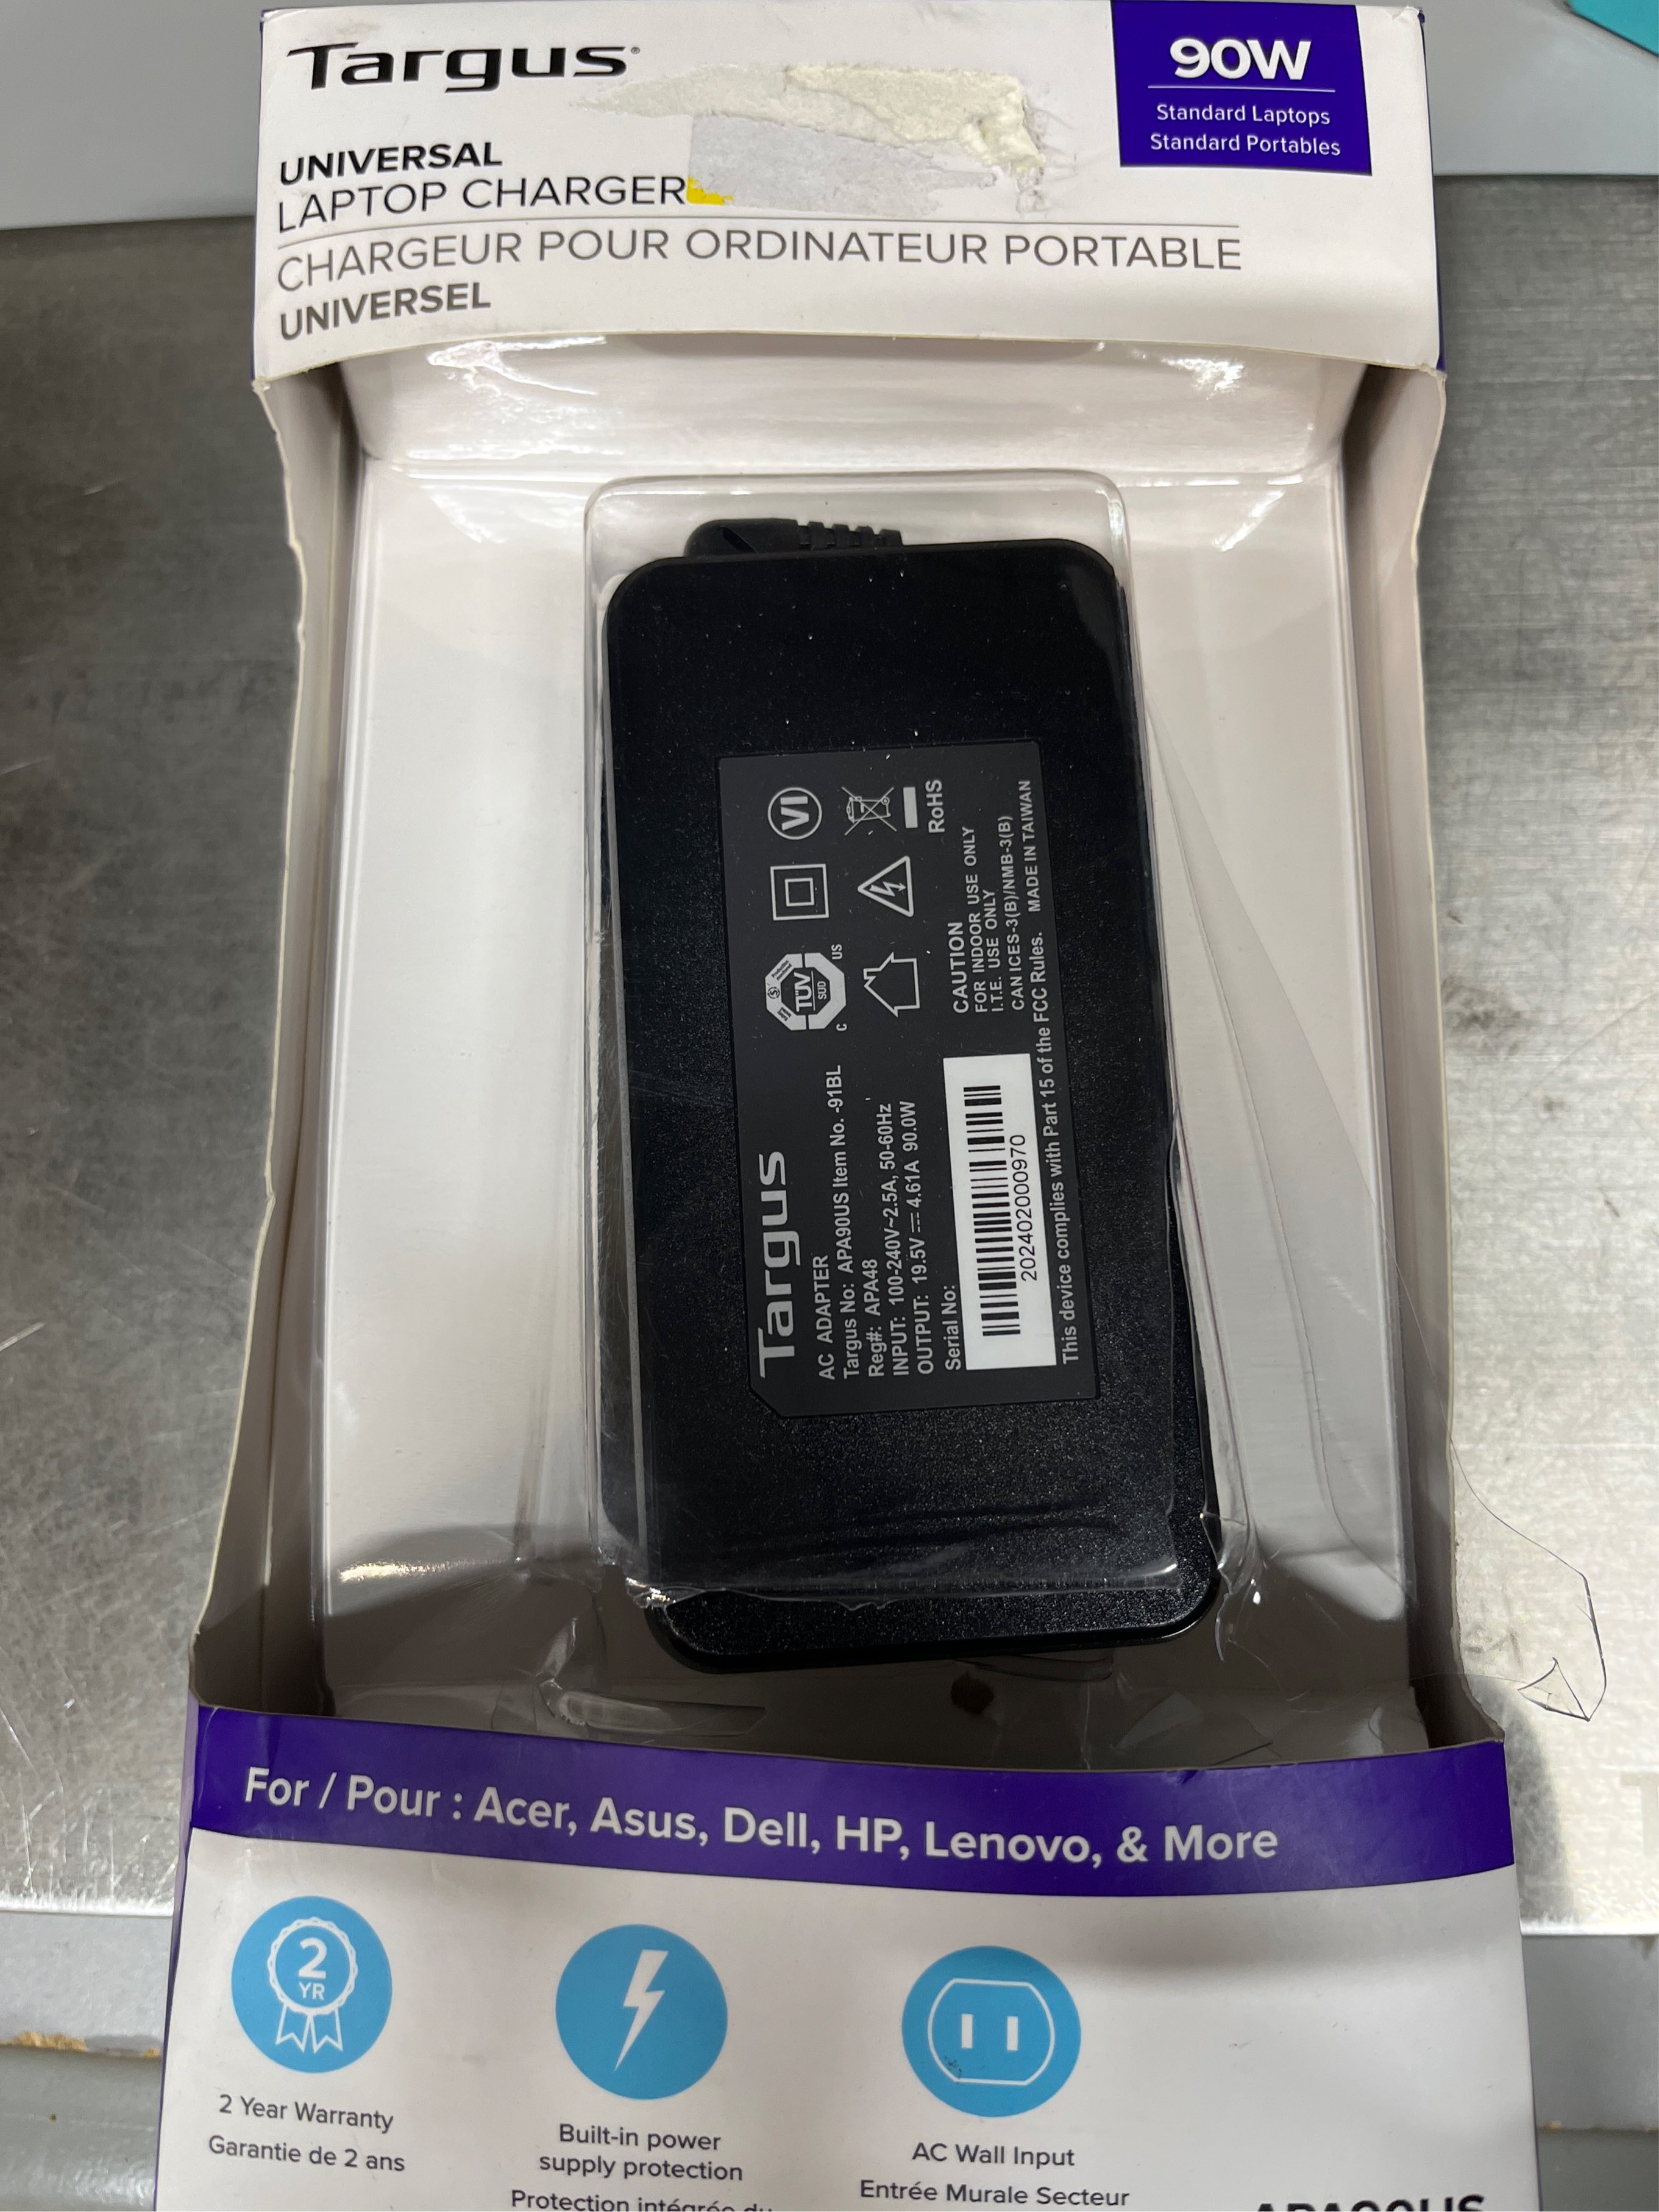 Targus
90W
Standard Laptops
Standard Portables
UNIVERSAL
LAPTOP CHARGER
CHARGEUR POUR ORDINATEUR PORTABLE
UNIVERSEL
Targus
AC ADAPTER
Targus No: APA90US Item No. -91BL
Reg#: APA48
INPUT: 100-240V~2.5A, 50-60Hz
OUTPUT: 19.5V ⎓ 4.61A 90.0W
Serial No:
202402000970
This device complies with Part 15 of the FCC Rules. MADE IN TAIWAN
TÜV
SÜD
C US
VI
RoHS
CAUTION
FOR INDOOR USE ONLY
I.T.E. USE ONLY
CAN ICES-3(B)/NMB-3(B)
For / Pour : Acer, Asus, Dell, HP, Lenovo, & More
2
YR
2 Year Warranty
Garantie de 2 ans
Built-in power
supply protection
Protection intégrée du
AC Wall Input
Entrée Murale Secteur
APA90US